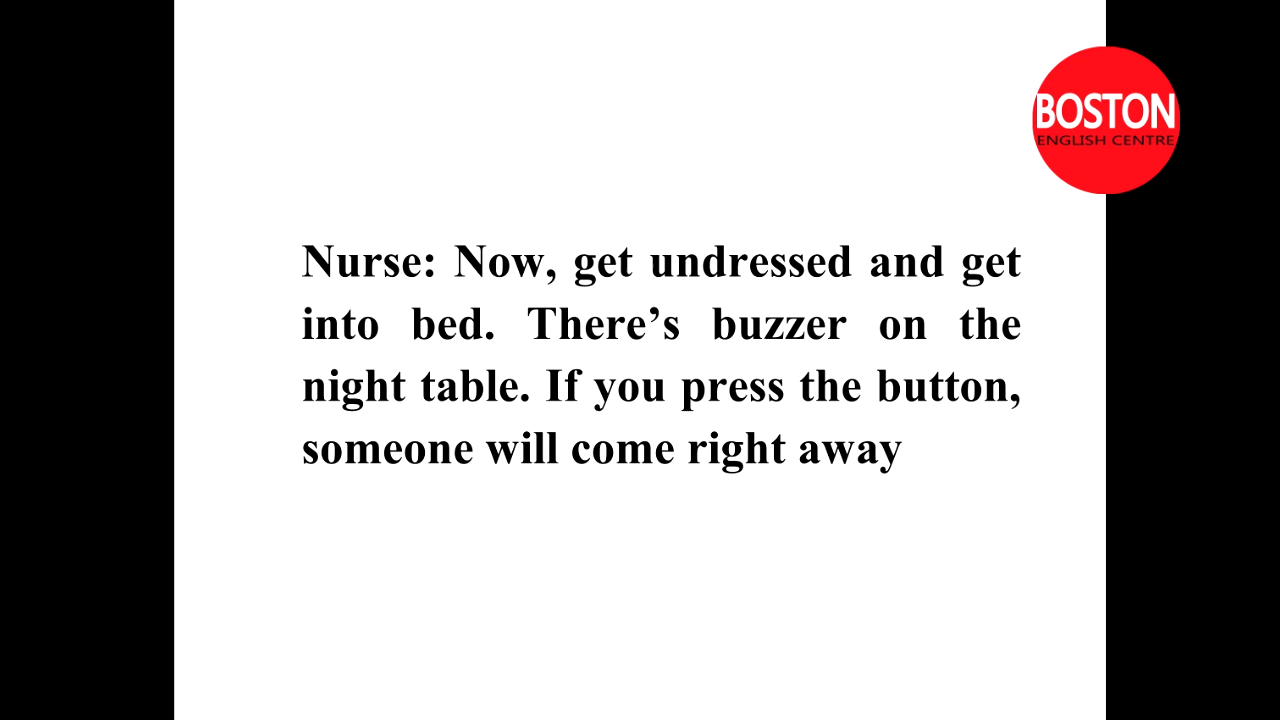 BOSTON
ENGLISH CENTRE
Nurse: Now, get undressed and get
into bed. There’s buzzer on the
night table. If you press the button,
someone will come right away